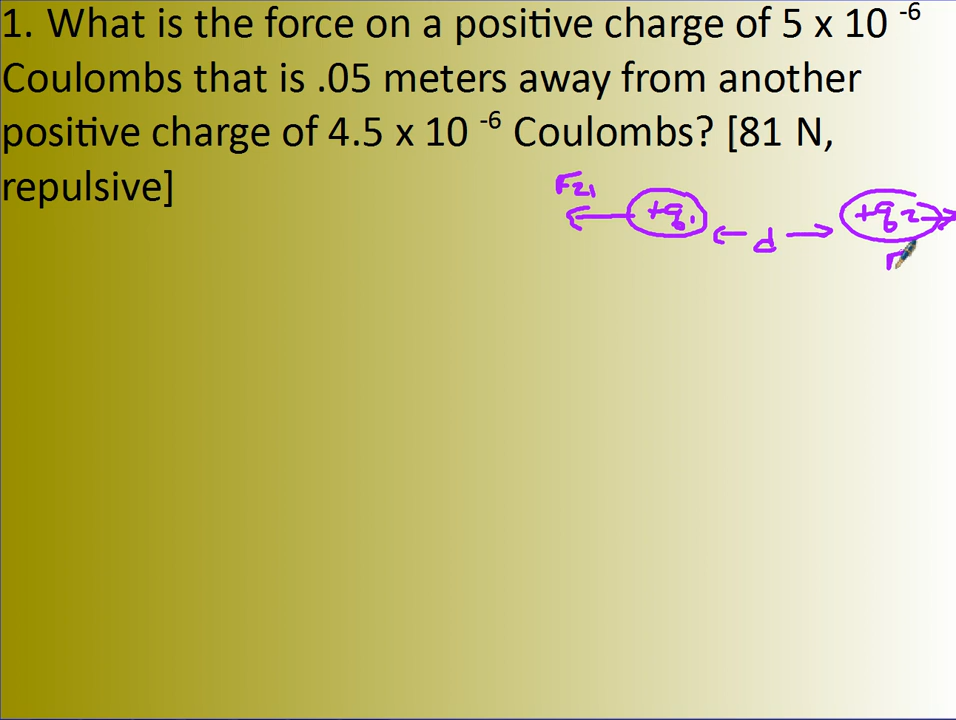 1. What is the force on a positive charge of 5 x 10 -6
Coulombs that is .05 meters away from another
positive charge of 4.5 x 10 -6 Coulombs? [81 N,
repulsive]
F21
+q1
d
+q2